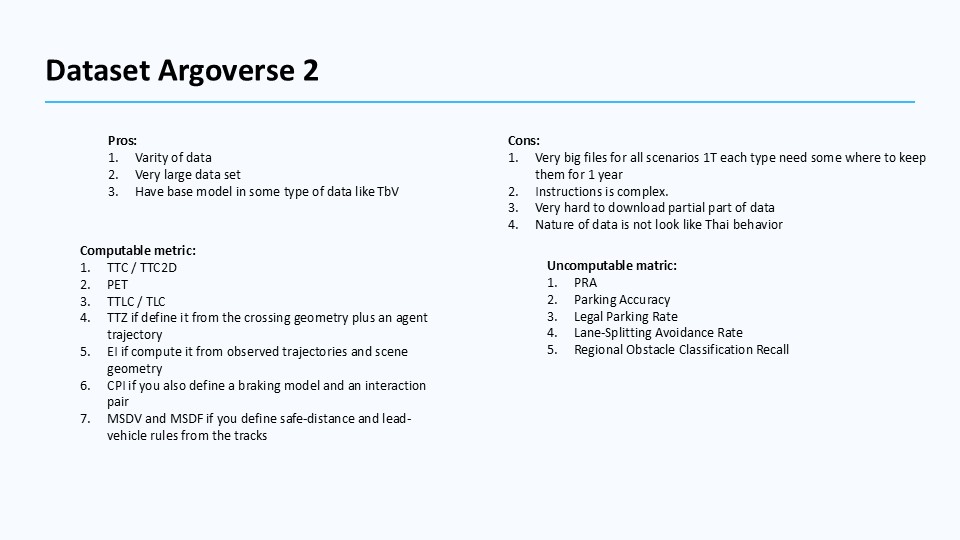 Dataset Argoverse 2
Pros:
1. Varity of data
2. Very large data set
3. Have base model in some type of data like TbV
Cons:
1. Very big files for all scenarios 1T each type need some where to keep
them for 1 year
2. Instructions is complex.
3. Very hard to download partial part of data
4. Nature of data is not look like Thai behavior
Computable metric:
1. TTC / TTC2D
2. PET
3. TTLC / TLC
4. TTZ if define it from the crossing geometry plus an agent
trajectory
5. EI if compute it from observed trajectories and scene
geometry
6. CPI if you also define a braking model and an interaction
pair
7. MSDV and MSDF if you define safe-distance and lead-
vehicle rules from the tracks
Uncomputable matric:
1. PRA
2. Parking Accuracy
3. Legal Parking Rate
4. Lane-Splitting Avoidance Rate
5. Regional Obstacle Classification Recall